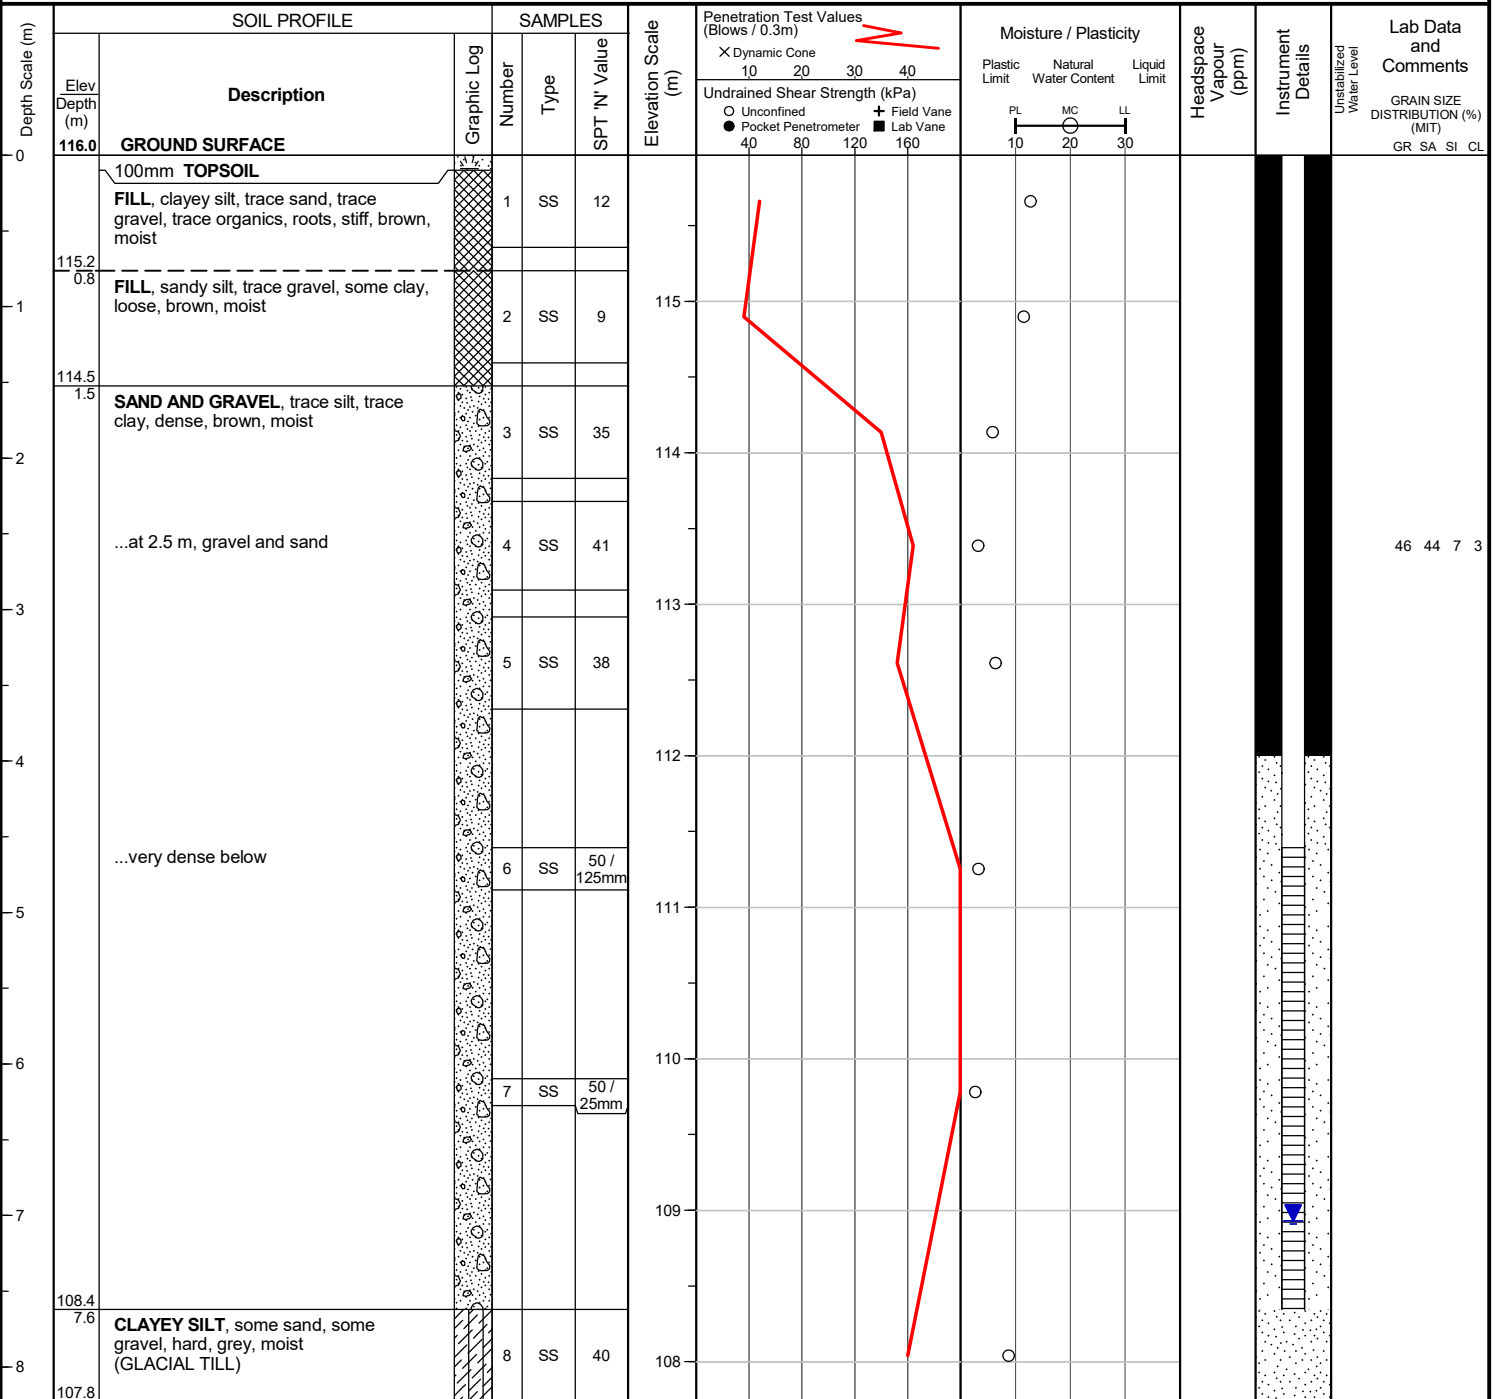 SOIL PROFILE
SAMPLES
Depth Scale (m)
Elev
Depth
(m)
Description
Graphic Log
Number
Type
SPT 'N' Value
Elevation Scale
(m)
Penetration Test Values
(Blows / 0.3m)
× Dynamic Cone
10 20 30 40
Undrained Shear Strength (kPa)
Unconfined
Field Vane
Pocket Penetrometer
Lab Vane
40 80 120 160
Moisture / Plasticity
Plastic
Limit
Natural
Water Content
Liquid
Limit
PL MC LL
10 20 30
Headspace
Vapour
(ppm)
Instrument
Details
Unstabilized
Water Level
Lab Data
and
Comments
GRAIN SIZE
DISTRIBUTION (%)
(MIT)
GR SA SI CL
116.0 GROUND SURFACE
0
100mm TOPSOIL
FILL, clayey silt, trace sand, trace
gravel, trace organics, roots, stiff, brown,
moist
1 SS 12
115.2
0.8
FILL, sandy silt, trace gravel, some clay,
loose, brown, moist
1
115
2 SS 9
114.5
1.5
SAND AND GRAVEL, trace silt, trace
clay, dense, brown, moist
3 SS 35
2
114
...at 2.5 m, gravel and sand
4 SS 41
46 44 7 3
3
113
5 SS 38
4
112
...very dense below
6 SS 50 /
125mm
5
111
6
110
7 SS 50 /
25mm
7
109
108.4
7.6
CLAYEY SILT, some sand, some
gravel, hard, grey, moist
(GLACIAL TILL)
8 SS 40
8
108
107.8